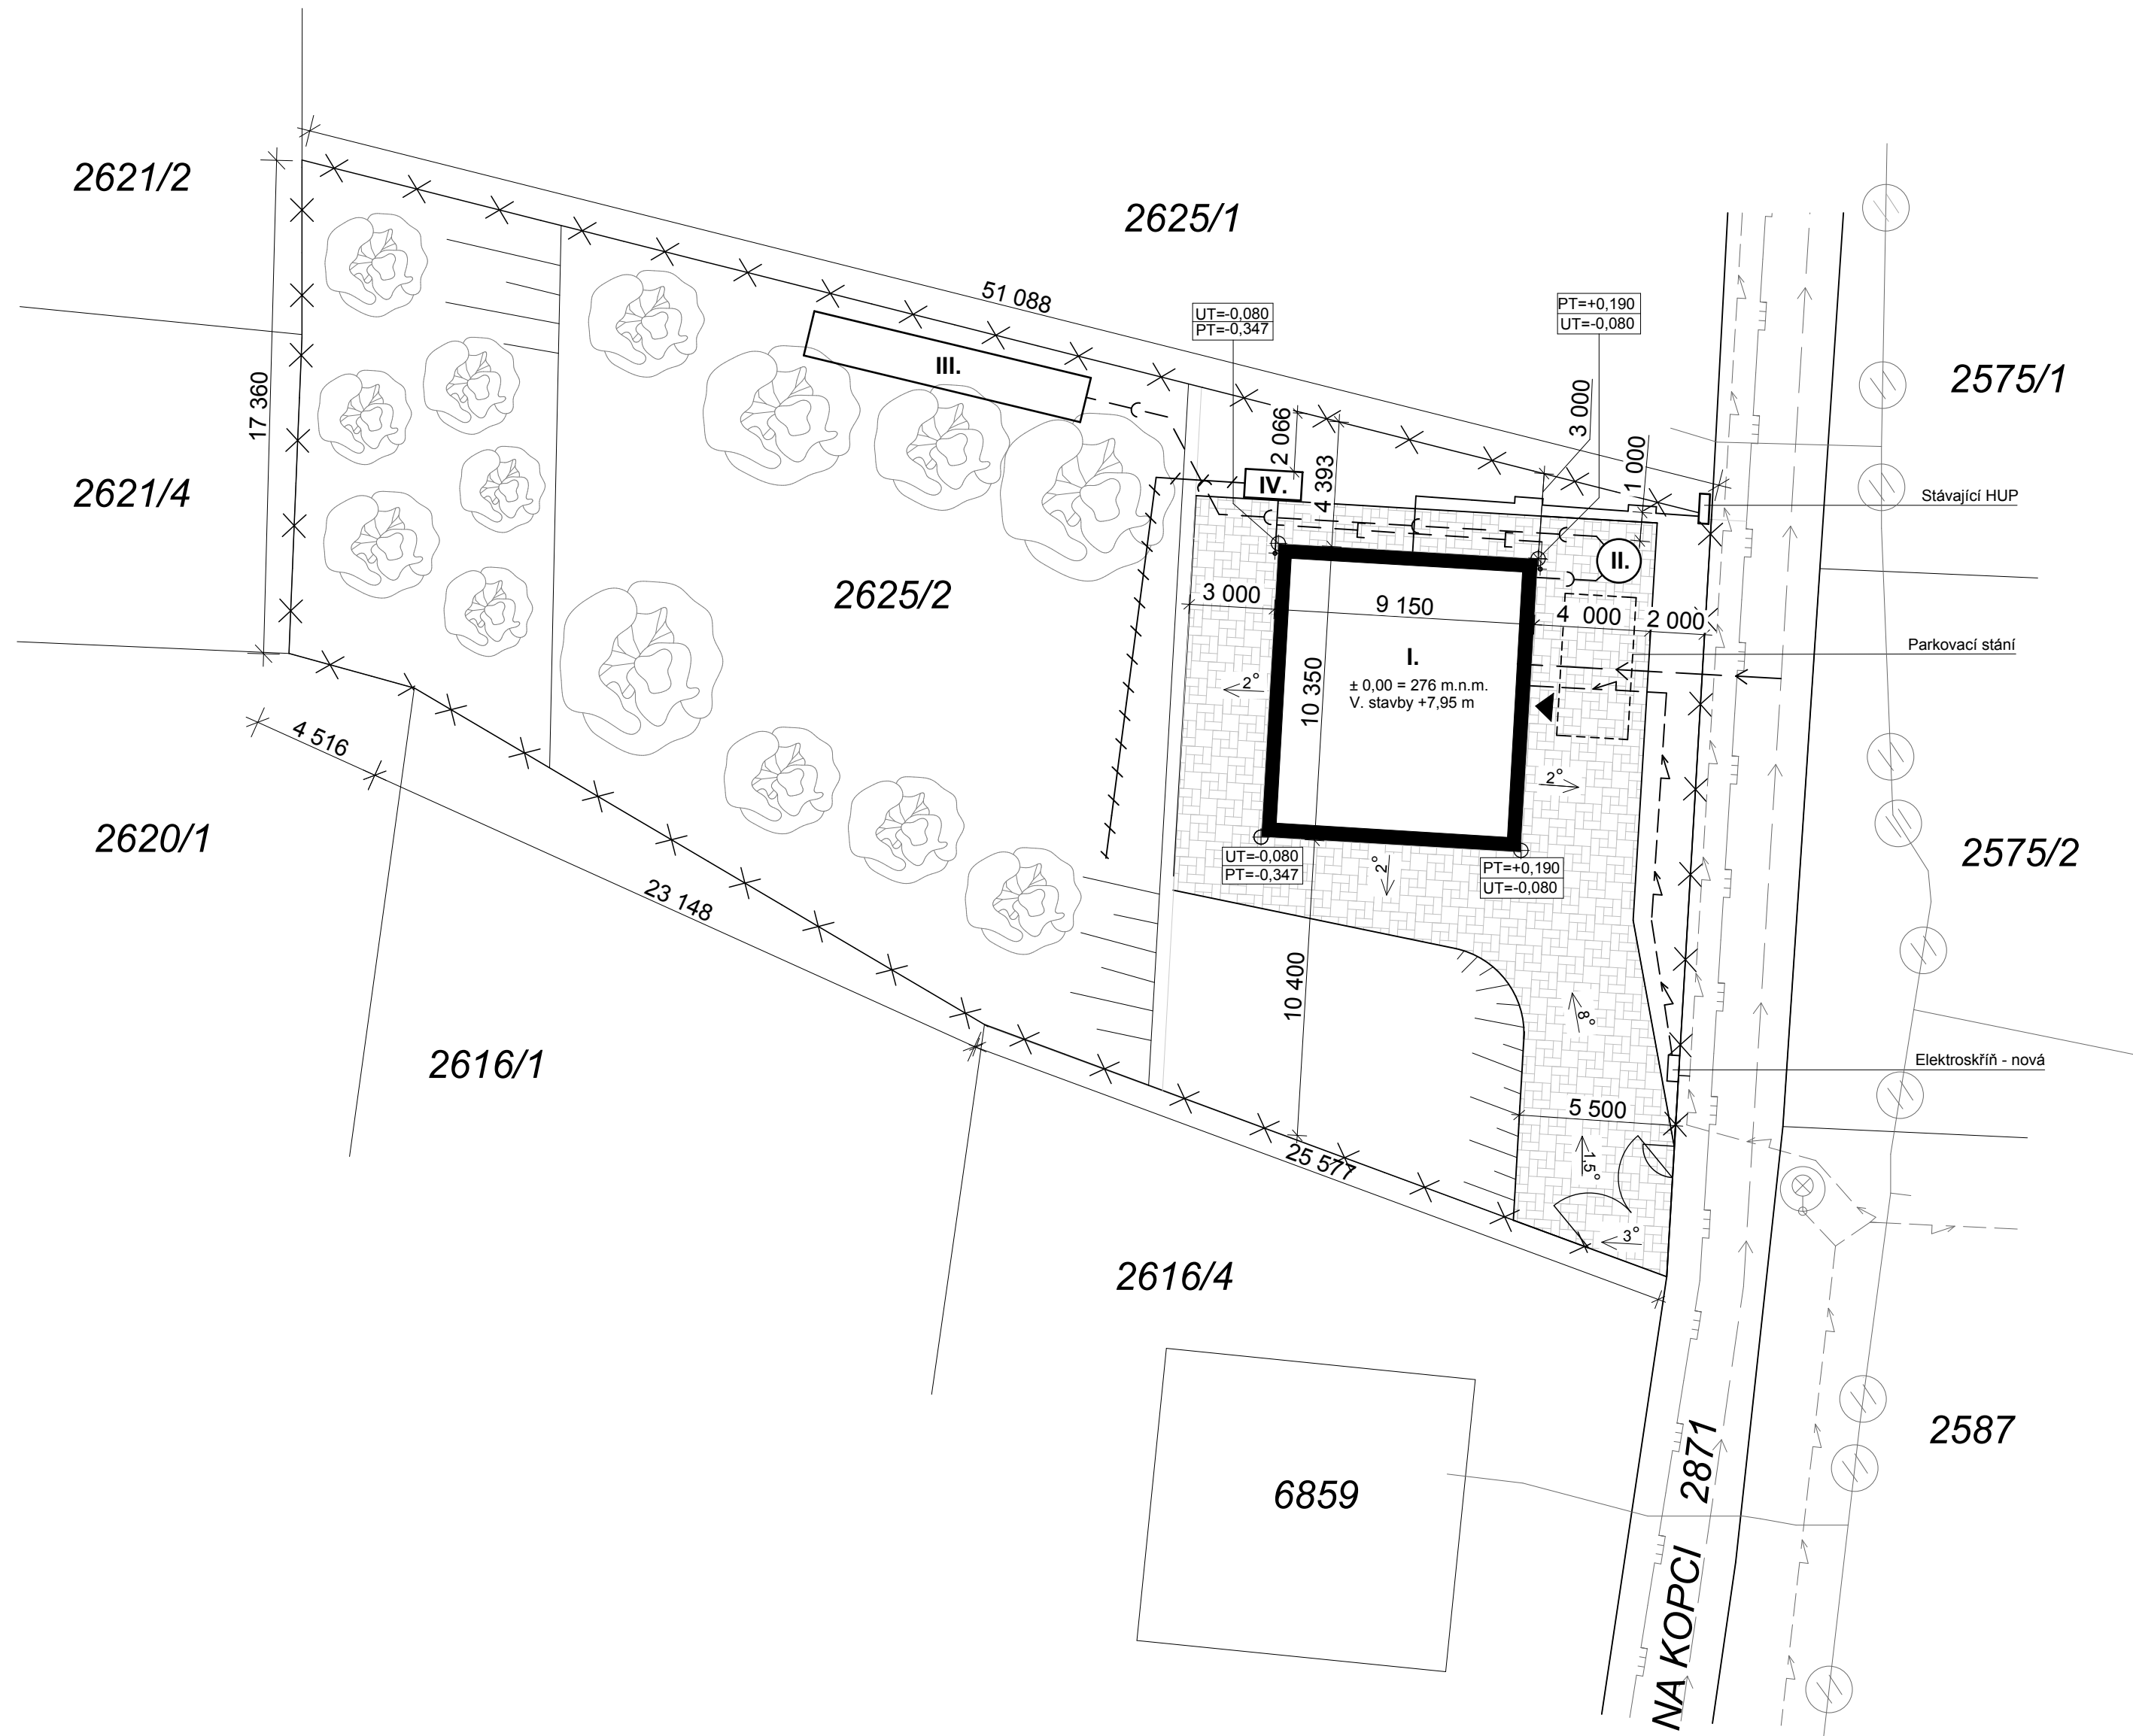 2621/2
2625/1
51 088
UT=-0,080
PT=-0,347
PT=+0,190
UT=-0,080
III.
17 360
2575/1
3 000
2 066
4 393
1 000
IV.
2621/4
Stávající HUP
II.
2625/2
3 000
9 150
4 000
2 000
I.
± 0,00 = 276 m.n.m.
V. stavby +7,95 m
Parkovací stání
2°
10 350
4 516
2°
2620/1
UT=-0,080
PT=-0,347
2°
PT=+0,190
UT=-0,080
2575/2
23 148
10 400
8°
2616/1
Elektroskříň - nová
5 500
25 577
1,5°
3°
2616/4
2587
6859
NA KOPCI 2871